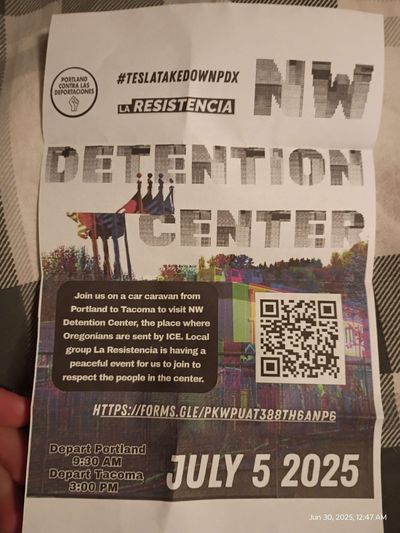 PORTLAND
CONTRA LAS
DEPORTACIONES
#TESLATAKEDOWNPDX
LA RESISTENCIA
NW
DETENTION
CENTER
Join us on a car caravan from
Portland to Tacoma to visit NW
Detention Center, the place where
Oregonians are sent by ICE. Local
group La Resistencia is having a
peaceful event for us to join to
respect the people in the center.
HTTPS://FORMS.GLE/PKWPUAT388TH6ANP6
Depart Portland
9:30 AM
Depart Tacoma
3:00 PM
JULY 5 2025
Jun 30, 2025, 12:47 AM